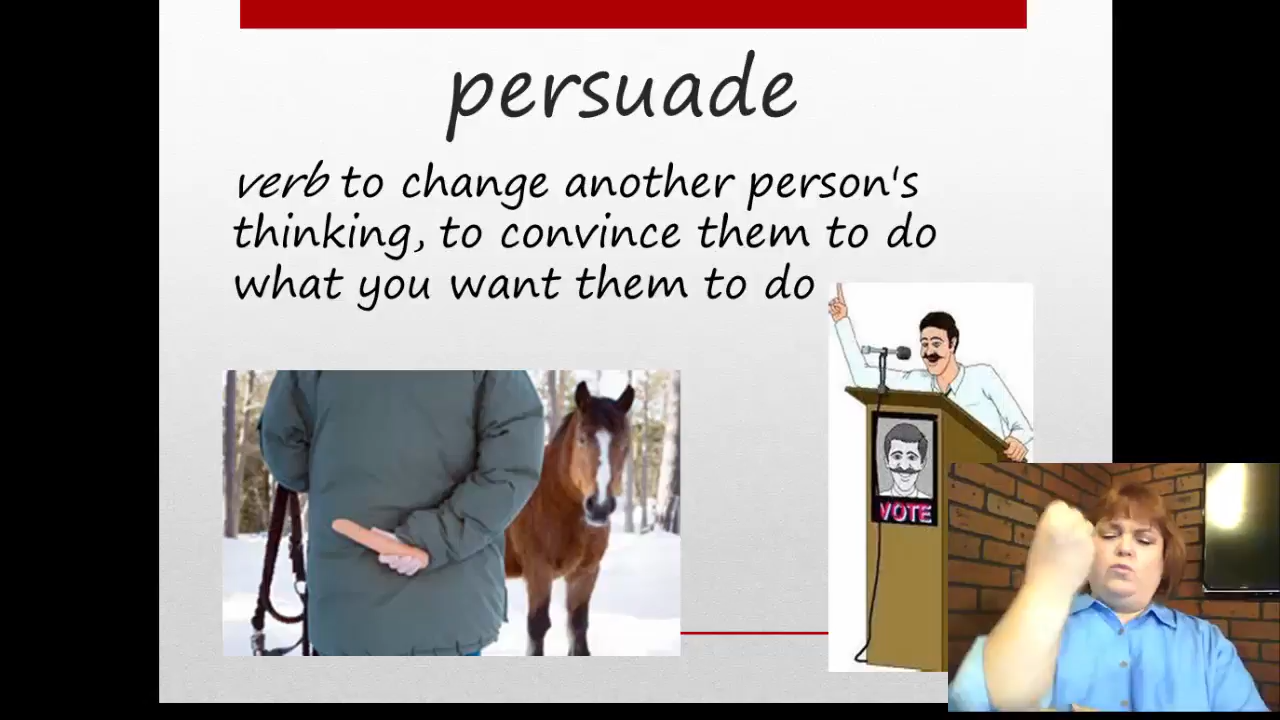 persuade
verb to change another person's
thinking, to convince them to do
what you want them to do
VOTE